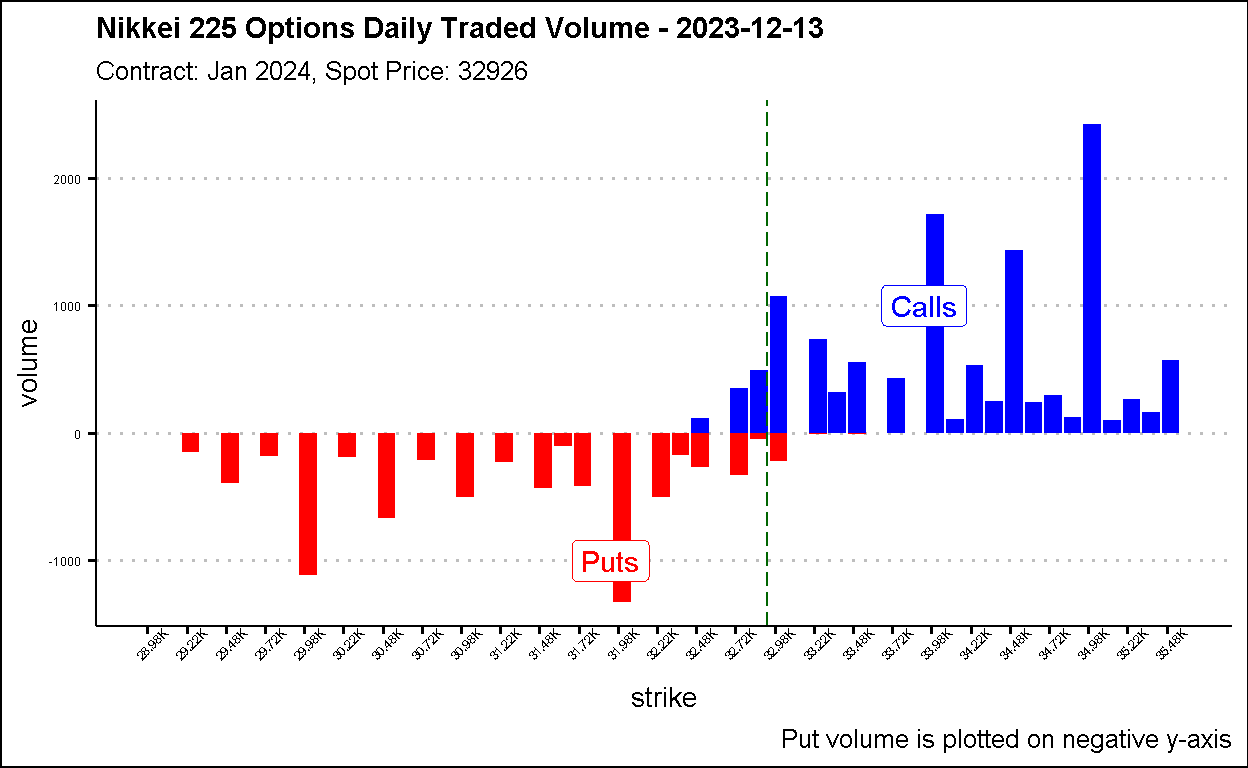 Nikkei 225 Options Daily Traded Volume - 2023-12-13
Contract: Jan 2024, Spot Price: 32926
2000
1000
0
-1000
volume
Calls
Puts
28.98K
29.22K
29.48K
29.72K
29.98K
30.22K
30.48K
30.72K
30.98K
31.22K
31.48K
31.72K
31.98K
32.22K
32.48K
32.72K
32.98K
33.22K
33.48K
33.72K
33.98K
34.22K
34.48K
34.72K
34.98K
35.22K
35.48K
strike
Put volume is plotted on negative y-axis